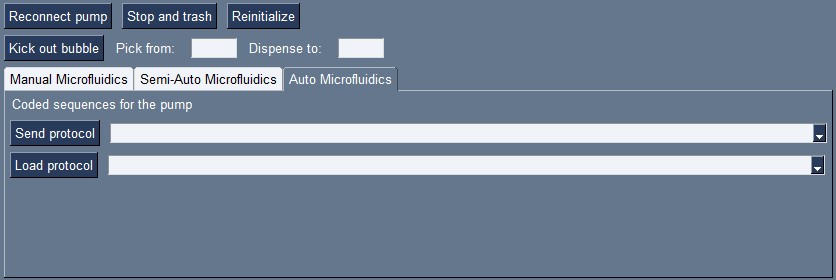 Reconnect pump Stop and trash Reinitialize
Kick out bubble Pick from: Dispense to:
Manual Microfluidics Semi-Auto Microfluidics Auto Microfluidics
Coded sequences for the pump
Send protocol
Load protocol